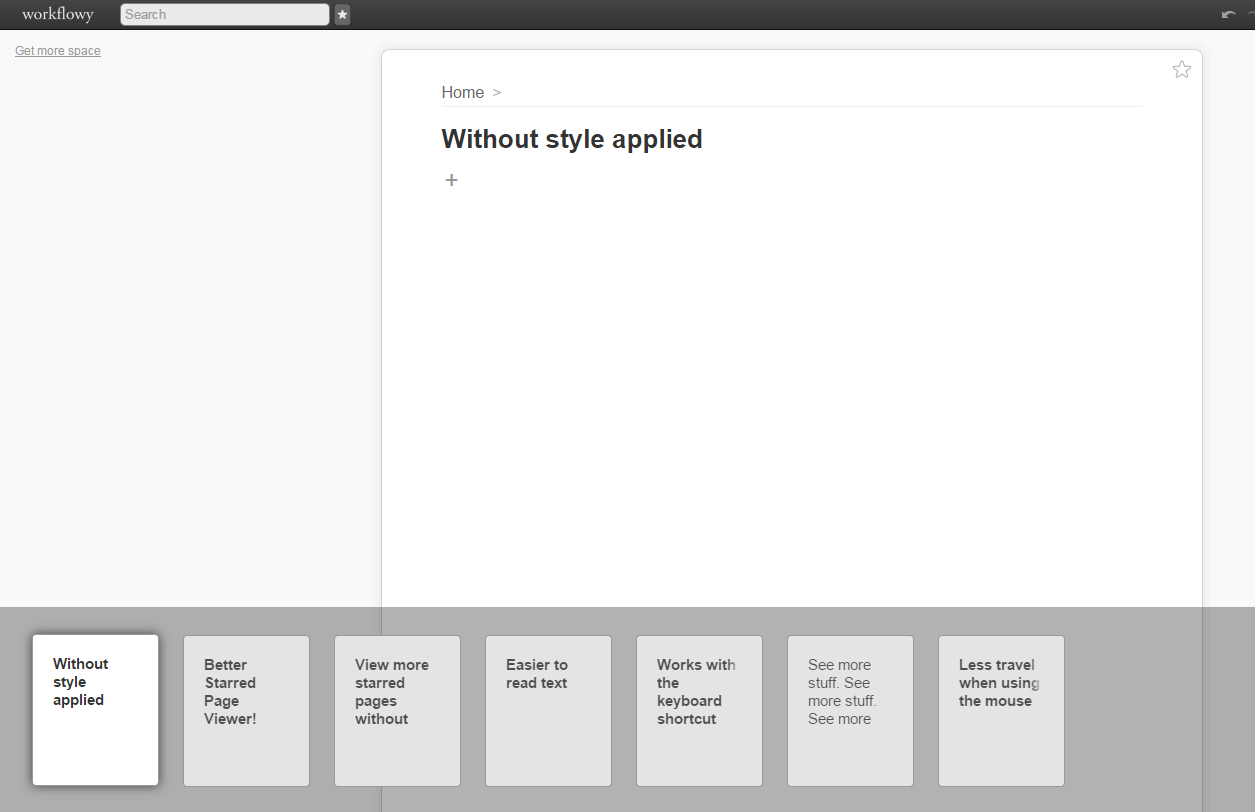 workflowy
Search
Get more space
Home >
Without style applied
+
Without
style
applied
Better
Starred
Page
Viewer!
View more
starred
pages
without
Easier to
read text
Works with
the
keyboard
shortcut
See more
stuff. See
more stuff.
See more
Less travel
when using
the mouse